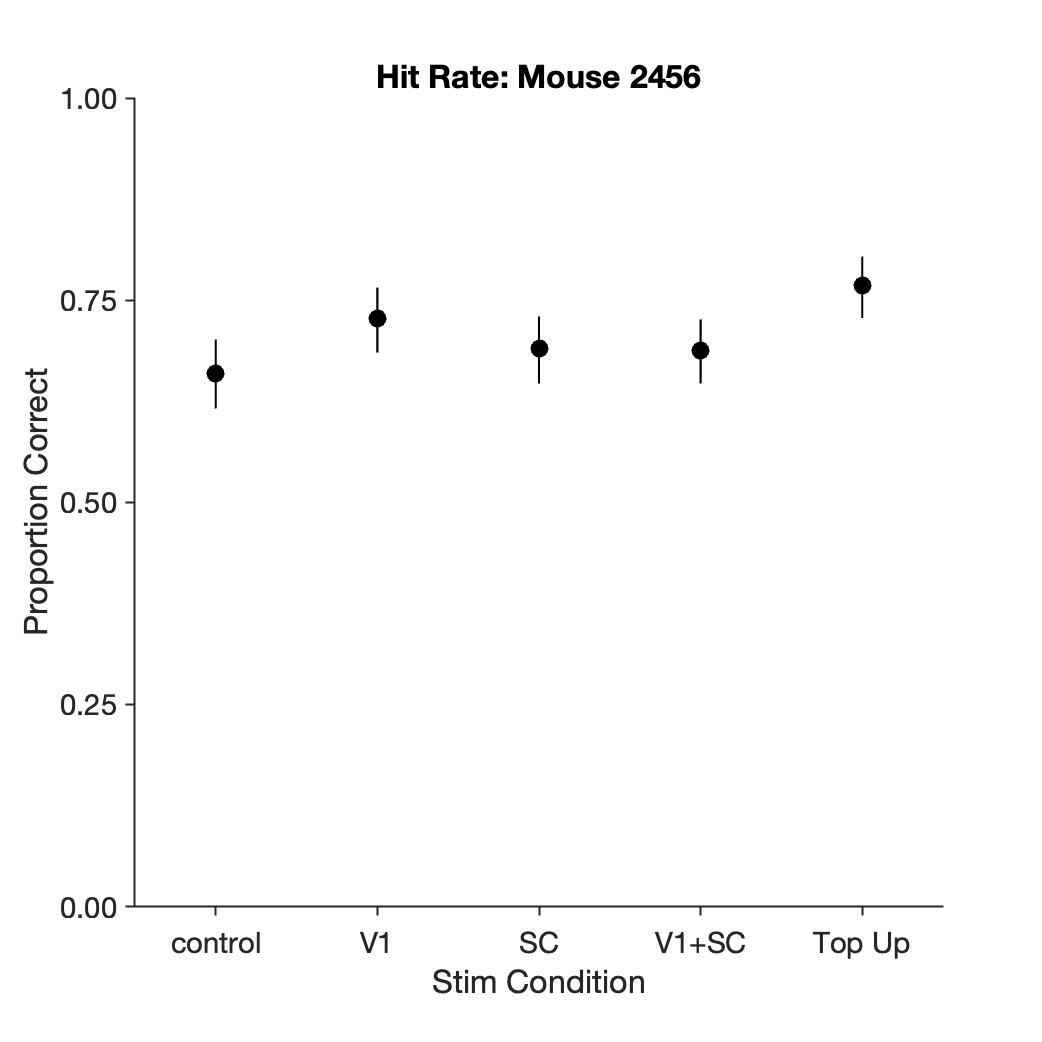 Hit Rate: Mouse 2456
1.00
0.75
0.50
0.25
0.00
Proportion Correct
control V1 SC V1+SC Top Up
Stim Condition